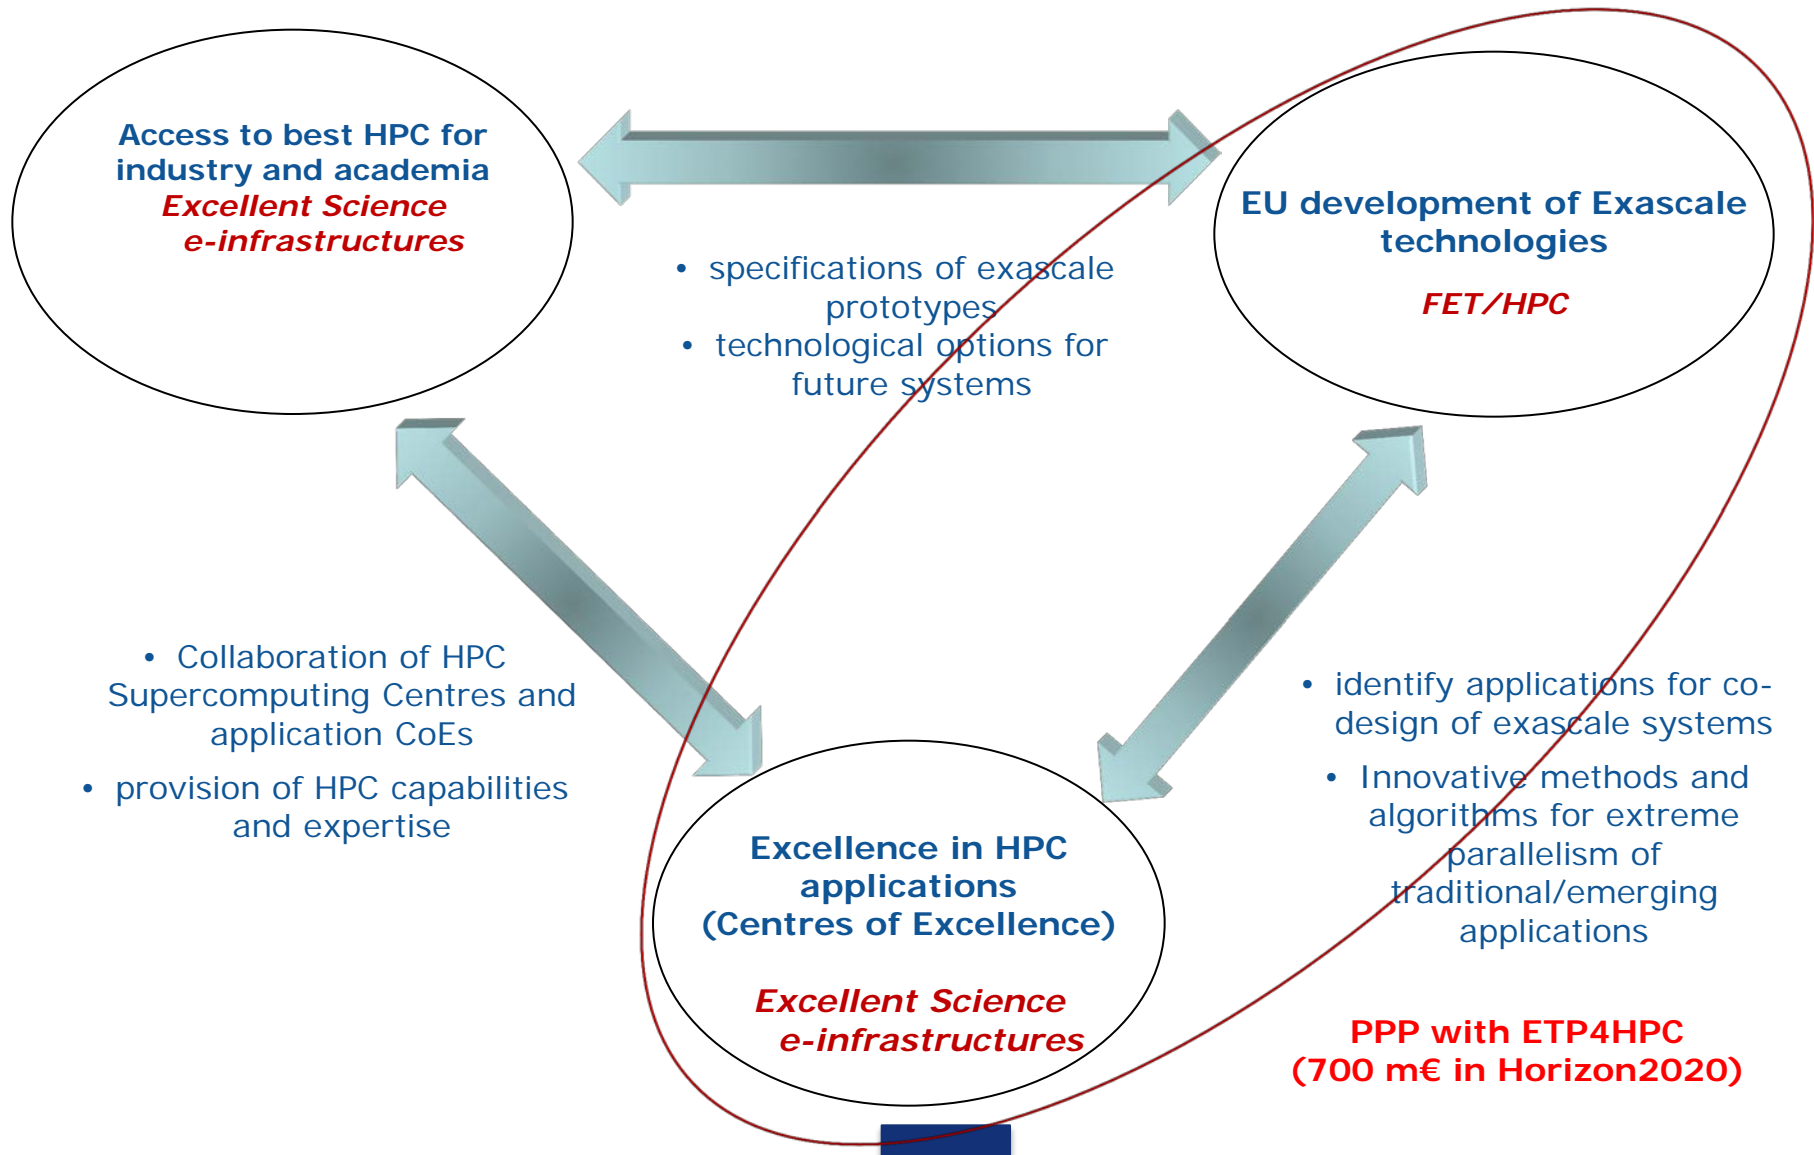 Access to best HPC for
industry and academia
Excellent Science
e-infrastructures
EU development of Exascale
technologies
FET/HPC
• specifications of exascale
prototypes
• technological options for
future systems
• Collaboration of HPC
Supercomputing Centres and
application CoEs
• provision of HPC capabilities
and expertise
• identify applications for co-
design of exascale systems
• Innovative methods and
algorithms for extreme
parallelism of
traditional/emerging
applications
Excellence in HPC
applications
(Centres of Excellence)
Excellent Science
e-infrastructures
PPP with ETP4HPC
(700 m€ in Horizon2020)